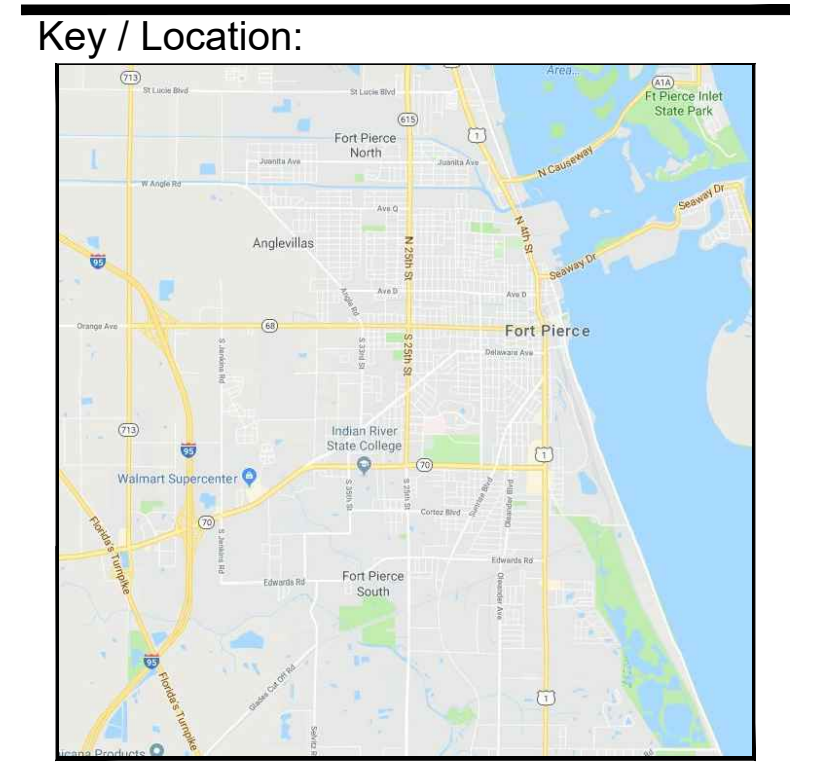 Key / Location:
Area...
713
A1A
St Lucie Blvd
St Lucie Blvd
Ft Pierce Inlet
State Park
615
1
Fort Pierce
North
Juanita Ave
Juanita Ave
N Causeway
W Angle Rd
Seaway Dr
Ave Q
N 4th St
Anglevillas
N 25th St
95
Seaway Dr
Ave D
Ave D
Angle Rd
Orange Ave
68
Fort Pierce
S Jenkins Rd
S 33rd St
S 25th St
Delaware Ave
713
Indian River
State College
95
1
70
Walmart Supercenter
S 35th St
S 25th St
Sunrise Blvd
Oleander Blvd
Cortez Blvd
70
Florida's Turnpike
S Jenkins Rd
Edwards Rd
Edwards Rd
Fort Pierce
South
Oleander Ave
95
Glades Cut Off Rd
Florida's Turnpike
1
Selvitz R
icana Products
Rd